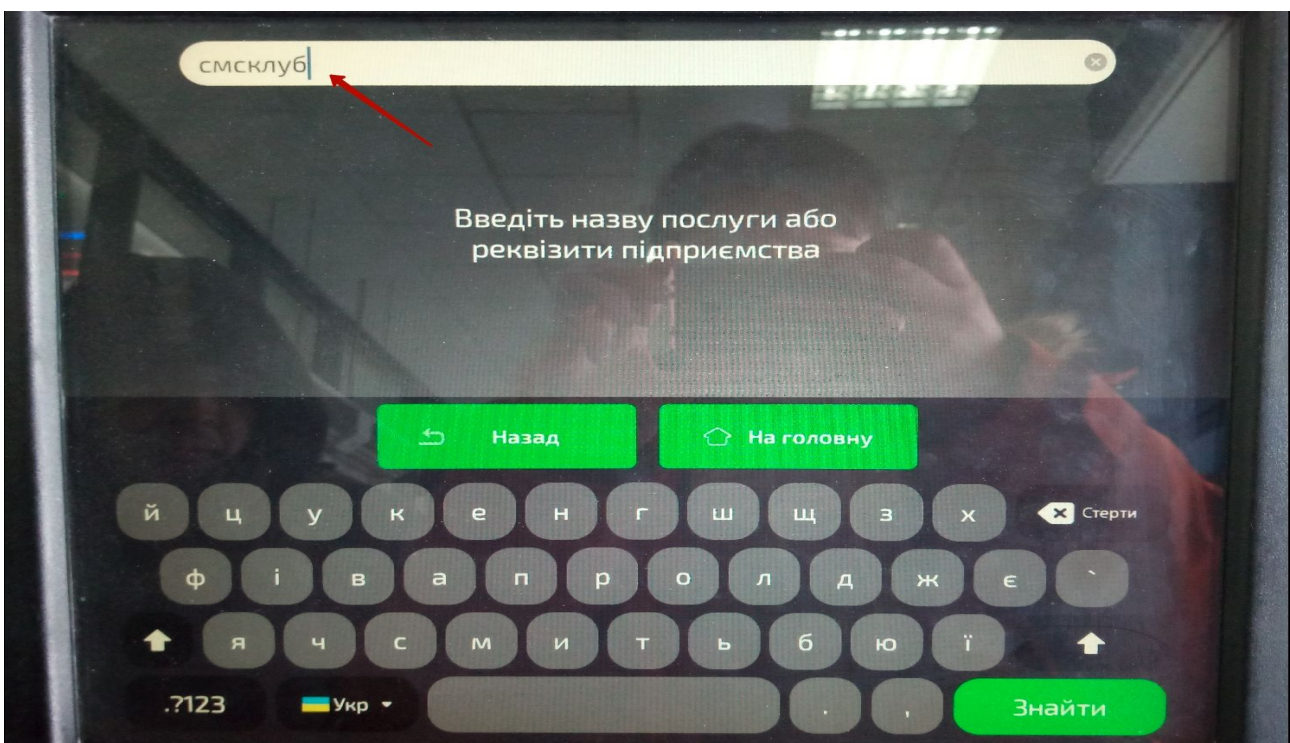 смсклуб
Введіть назву послуги або
реквізити підприємства
Назад
На головну
й ц у к е н г ш щ з х Стерти
ф і в а п р о л д ж є `
я ч с м и т ь б ю ї
.?123 Укр . , Знайти